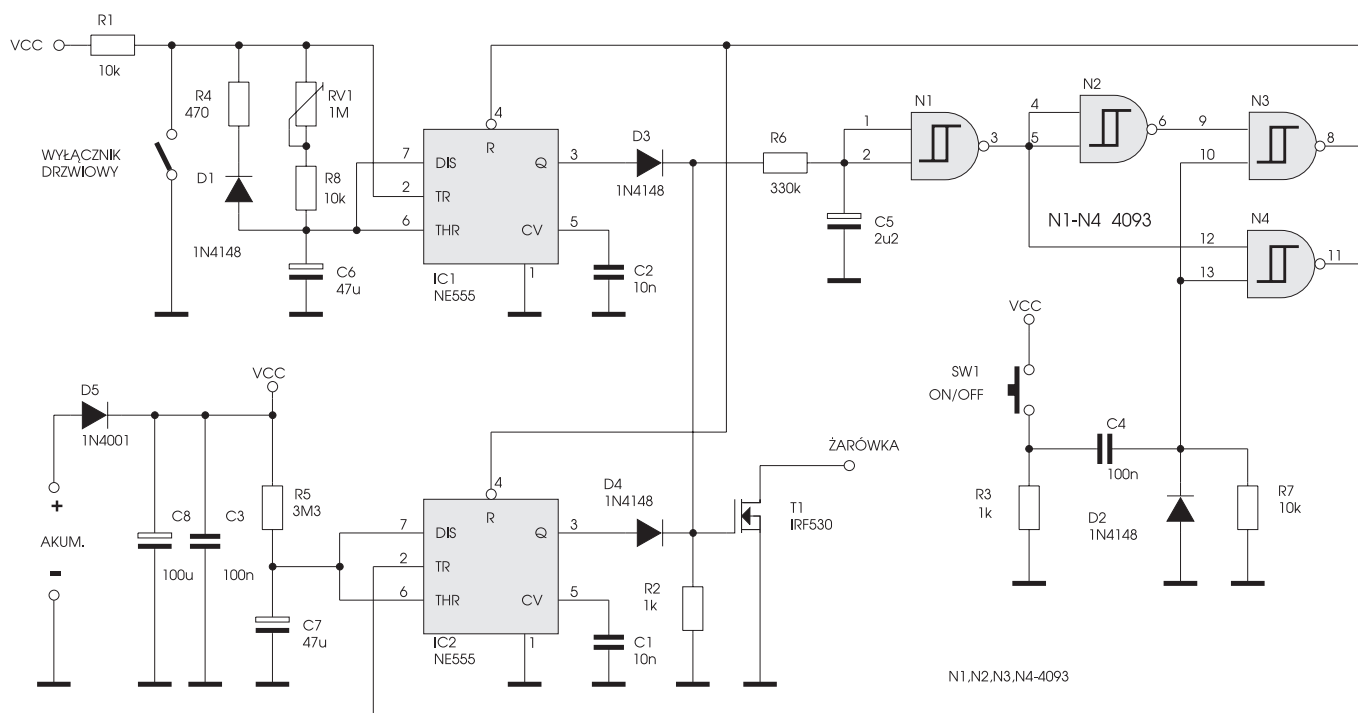 R1
VCC
10k
R4
470
RV1
1M
WYŁĄCZNIK
DRZWIOWY
D1
R8
10k
1N4148
C6
47u
4
R
7
DIS
Q
3
2
TR
6
THR
CV
5
1
IC1
NE555
D3
1N4148
C2
10n
R6
330k
C5
2u2
N1
1
2
3
N2
4
5
6
N3
9
10
8
N1-N4 4093
N4
12
13
11
VCC
SW1
ON/OFF
C4
100n
R3
1k
D2
1N4148
R7
10k
D5
1N4001
VCC
+
AKUM.
-
C8
100u
C3
100n
R5
3M3
C7
47u
4
R
7
DIS
Q
3
2
TR
6
THR
CV
5
1
IC2
NE555
D4
1N4148
C1
10n
R2
1k
ŻARÓWKA
T1
IRF530
N1,N2,N3,N4-4093